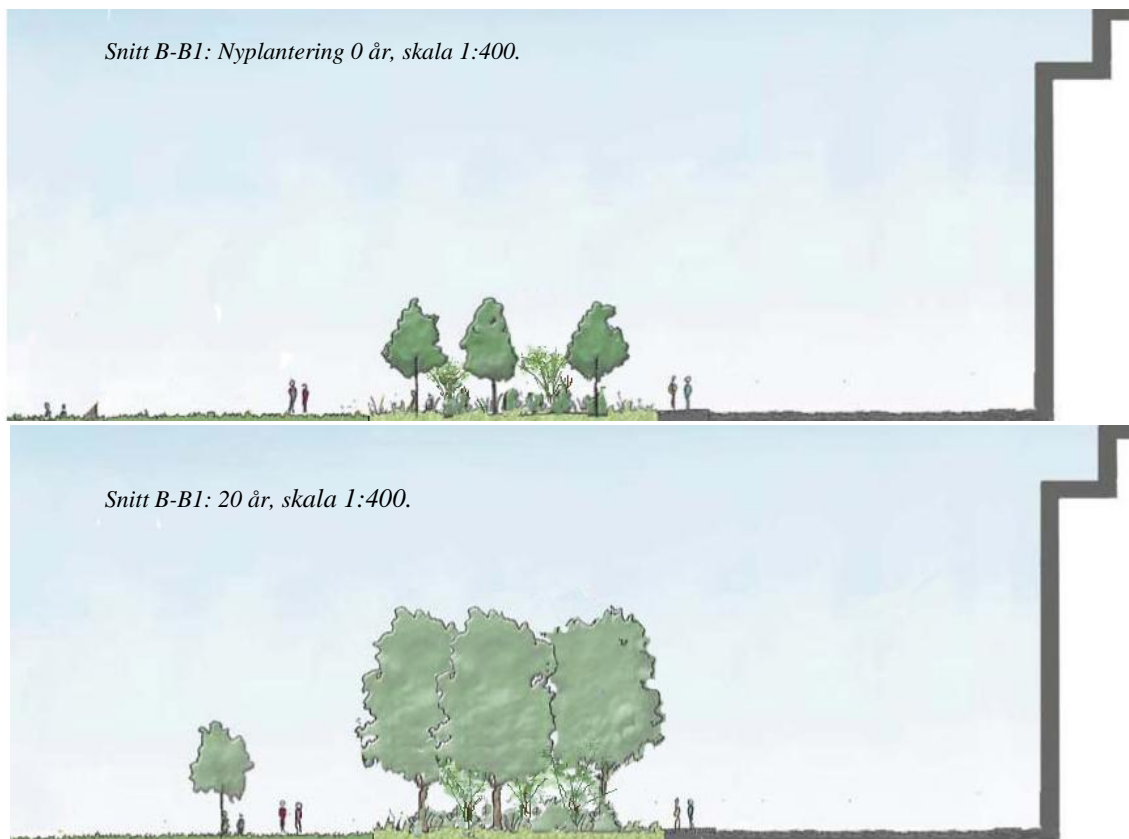 Snitt B-B1: Nyplantering 0 år, skala 1:400.
Snitt B-B1: 20 år, skala 1:400.